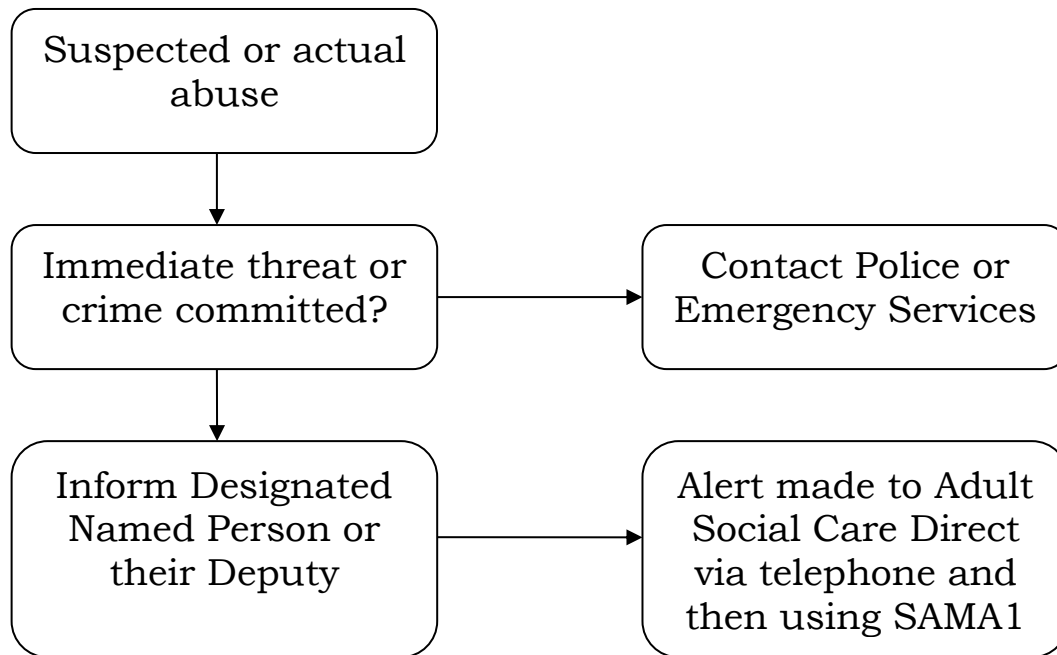 Suspected or actual
abuse
Immediate threat or
crime committed?
Contact Police or
Emergency Services
Inform Designated
Named Person or
their Deputy
Alert made to Adult
Social Care Direct
via telephone and
then using SAMA1